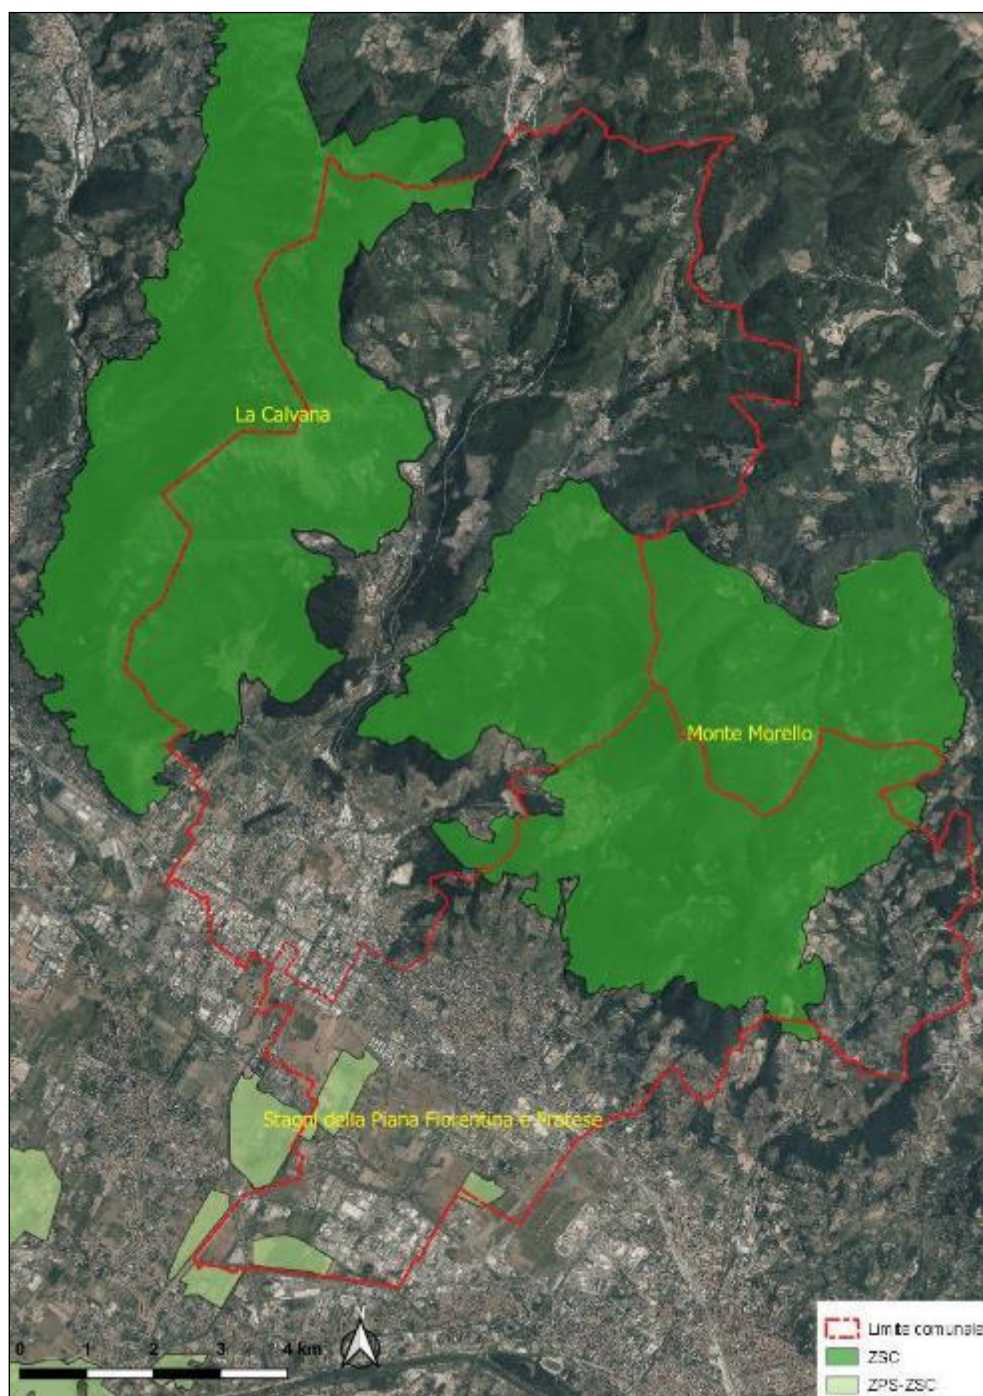 La Calvana
Monte Morello
Stagni della Piana Fiorentina e Pratese
N
0 1 2 3 4 km
Limite comunale
ZSC
ZPS-ZSC